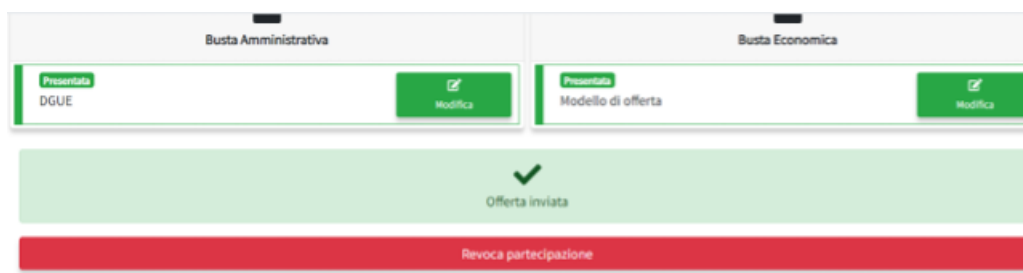 Busta Amministrativa
Presentata
DGUE
Modifica
Busta Economica
Presentata
Modello di offerta
Modifica
Offerta inviata
Revoca partecipazione